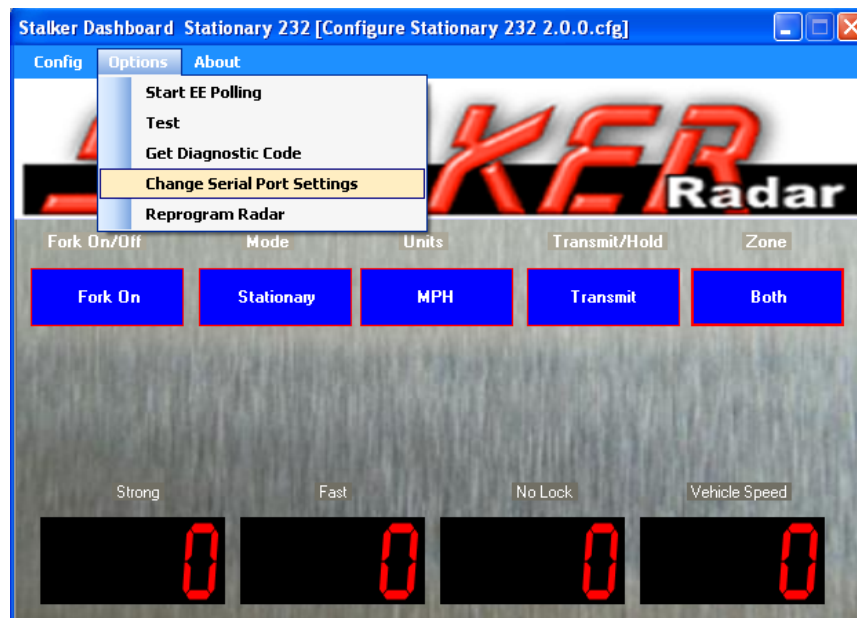 Stalker Dashboard Stationary 232 [Configure Stationary 232 2.0.0.cfg]
Config Options About
Start EE Polling
Test
Get Diagnostic Code
Change Serial Port Settings
Reprogram Radar
Radar
Fork On/Off Mode Units Transmit/Hold Zone
Fork On Stationary MPH Transmit Both
Strong Fast No Lock Vehicle Speed
0 0 0 0